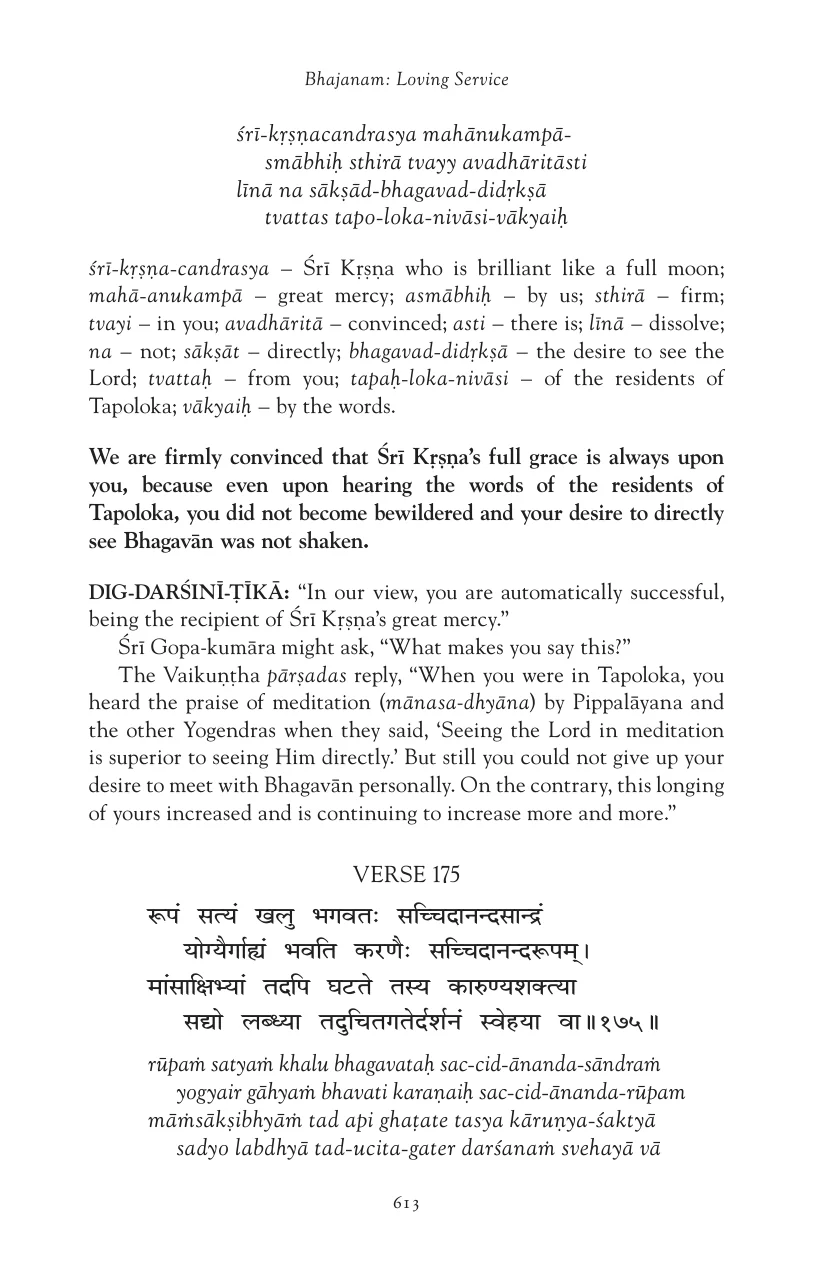 Bhajanam: Loving Service
śrī-kṛṣṇacandrasya mahānukampā-
smābhiḥ sthirā tvayy avadhāritāsti
līnā na sākṣād-bhagavad-didṛkṣā
tvattas tapo-loka-nivāsi-vākyaiḥ
śrī-kṛṣṇa-candrasya – Śrī Kṛṣṇa who is brilliant like a full moon;
mahā-anukampā – great mercy; asmābhiḥ – by us; sthirā – firm;
tvayi – in you; avadhāritā – convinced; asti – there is; līnā – dissolve;
na – not; sākṣāt – directly; bhagavad-didṛkṣā – the desire to see the
Lord; tvattaḥ – from you; tapaḥ-loka-nivāsi – of the residents of
Tapoloka; vākyaiḥ – by the words.
We are firmly convinced that Śrī Kṛṣṇa’s full grace is always upon
you, because even upon hearing the words of the residents of
Tapoloka, you did not become bewildered and your desire to directly
see Bhagavān was not shaken.
DIG-DARŚINĪ-ṬĪKĀ: “In our view, you are automatically successful,
being the recipient of Śrī Kṛṣṇa’s great mercy.”
Śrī Gopa-kumāra might ask, “What makes you say this?”
The Vaikuṇṭha pārṣadas reply, “When you were in Tapoloka, you
heard the praise of meditation (mānasa-dhyāna) by Pippalāyana and
the other Yogendras when they said, ‘Seeing the Lord in meditation
is superior to seeing Him directly.’ But still you could not give up your
desire to meet with Bhagavān personally. On the contrary, this longing
of yours increased and is continuing to increase more and more.”
VERSE 175
रूपं सत्यं खलु भगवतः सच्चिदानन्दसान्द्रं
योग्यैर्गाह्यं भवति करणैः सच्चिदानन्दरूपम्।
मांसाक्षिभ्यां तदपि घटते तस्य कारुण्यशक्त्या
सद्यो लब्ध्या तदुचितगतेर्दर्शनं स्वेहया वा॥१७५॥
rūpaṁ satyaṁ khalu bhagavataḥ sac-cid-ānanda-sāndraṁ
yogyair gāhyaṁ bhavati karaṇaiḥ sac-cid-ānanda-rūpam
māṁsākṣibhyāṁ tad api ghaṭate tasya kāruṇya-śaktyā
sadyo labdhyā tad-ucita-gater darśanaṁ svehayā vā
613